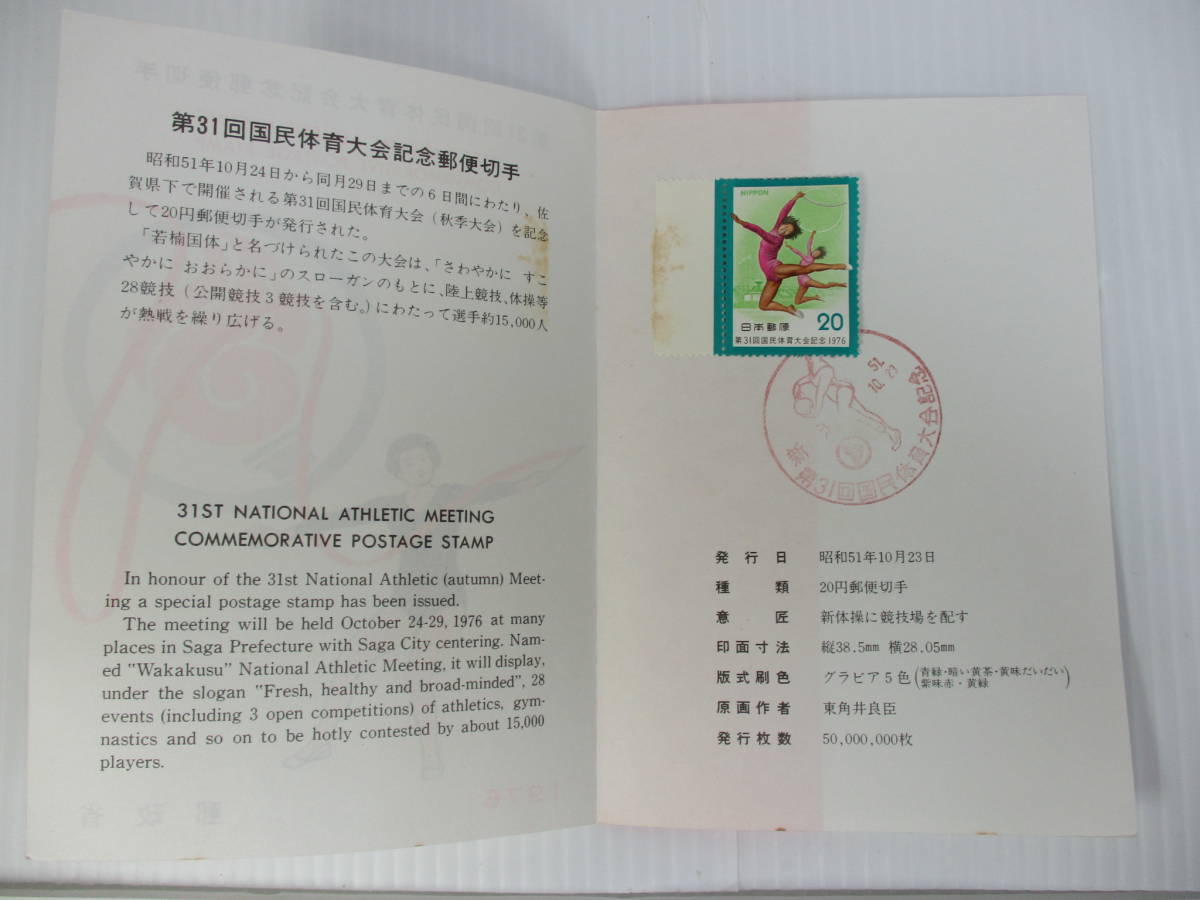 第31回国民体育大会記念郵便切手
昭和51年10月24日から同月29日までの6日間にわたり、佐
賀県下で開催される第31回国民体育大会（秋季大会）を記念
して20円郵便切手が発行された。
「若楠国体」と名づけられたこの大会は、「さわやかに すこ
やかに おおらかに」のスローガンのもとに、陸上競技、体操等
28競技（公開競技3競技を含む。）にわたって選手約15,000人
が熱戦を繰り広げる。
31ST NATIONAL ATHLETIC MEETING
COMMEMORATIVE POSTAGE STAMP
In honour of the 31st National Athletic (autumn) Meet-
ing a special postage stamp has been issued.
The meeting will be held October 24-29, 1976 at many
places in Saga Prefecture with Saga City centering. Nam-
ed "Wakakusu" National Athletic Meeting, it will display,
under the slogan "Fresh, healthy and broad-minded", 28
events (including 3 open competitions) of athletics, gym-
nastics and so on to be hotly contested by about 15,000
players.
1976
郵政省
NIPPON
日本郵便 20
第31回国民体育大会記念1976
51
10.23
第31回国民体育大会記念
発行日 昭和51年10月23日
種類 20円郵便切手
意匠 新体操に競技場を配す
印面寸法 縦38.5mm 横28.05mm
版式刷色 グラビア5色(青緑・暗い黄茶・黄味だいだい
紫味赤・黄緑)
原画作者 東角井良臣
発行枚数 50,000,000枚